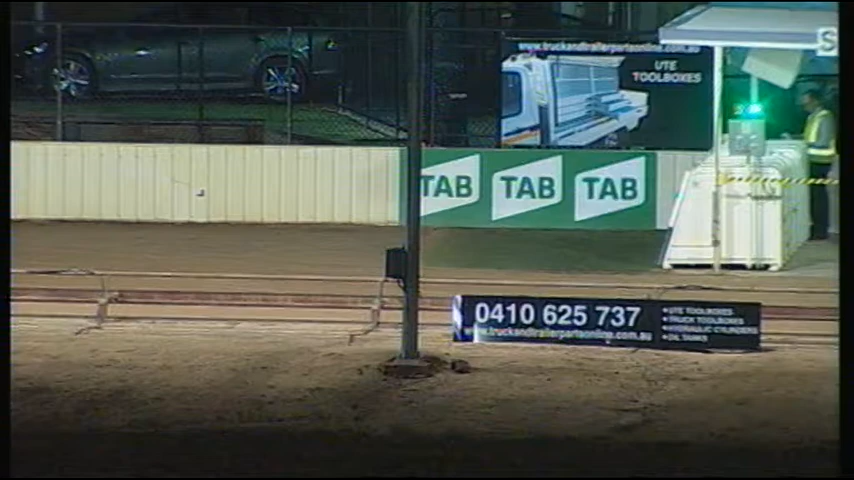 www.truckandtrailerpartsonline.com.au
UTE
TOOLBOXES
S
TAB TAB TAB
0410 625 737
www.truckandtrailerpartsonline.com.au
UTE TOOLBOXES
TRUCK TOOLBOXES
HYDRAULIC CYLINDERS
OIL TANKS